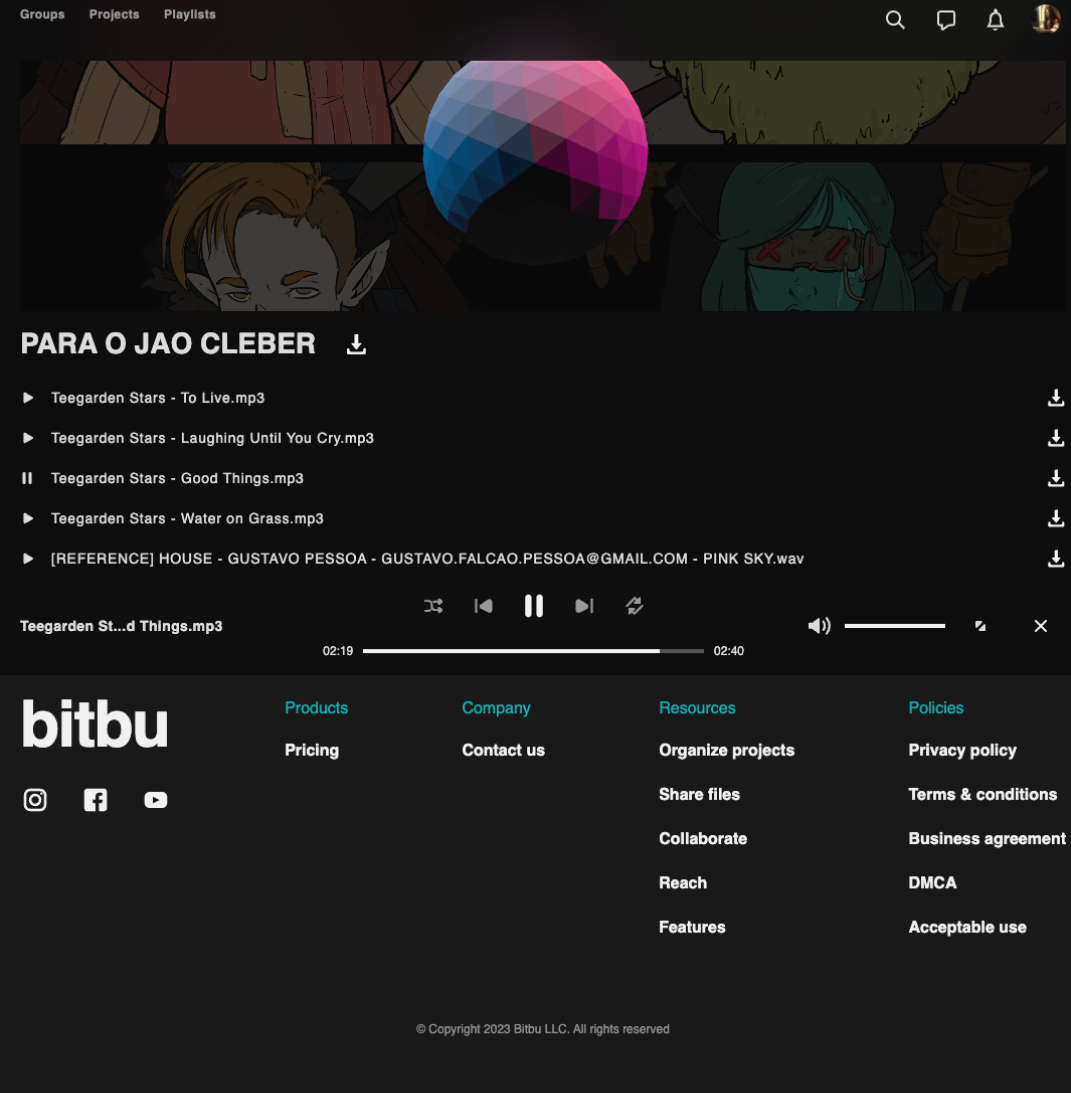 Groups Projects Playlists
PARA O JAO CLEBER
Teegarden Stars - To Live.mp3
Teegarden Stars - Laughing Until You Cry.mp3
Teegarden Stars - Good Things.mp3
Teegarden Stars - Water on Grass.mp3
[REFERENCE] HOUSE - GUSTAVO PESSOA - GUSTAVO.FALCAO.PESSOA@GMAIL.COM - PINK SKY.wav
Teegarden St...d Things.mp3
02:19 02:40
bitbu
Products
Pricing
Company
Contact us
Resources
Organize projects
Share files
Collaborate
Reach
Features
Policies
Privacy policy
Terms & conditions
Business agreement
DMCA
Acceptable use
© Copyright 2023 Bitbu LLC. All rights reserved